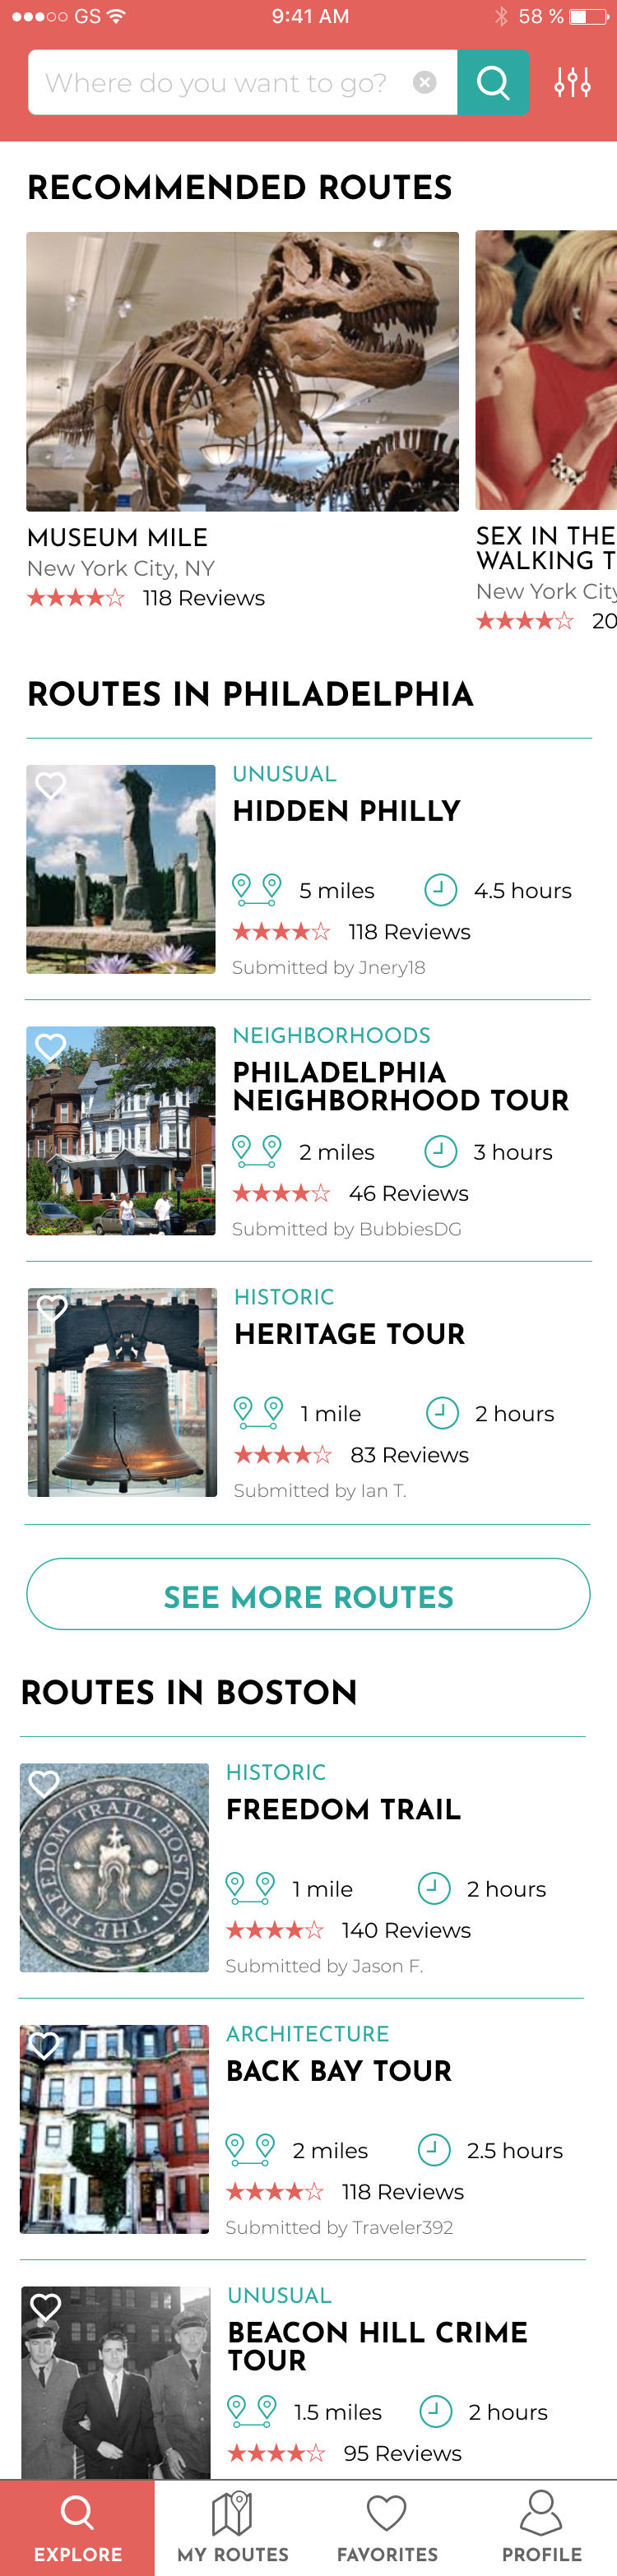 GS 9:41 AM 58 %
Where do you want to go?
RECOMMENDED ROUTES
MUSEUM MILE
New York City, NY
118 Reviews
SEX IN THE
WALKING T
New York City
20
ROUTES IN PHILADELPHIA
UNUSUAL
HIDDEN PHILLY
5 miles 4.5 hours
118 Reviews
Submitted by Jnery18
NEIGHBORHOODS
PHILADELPHIA
NEIGHBORHOOD TOUR
2 miles 3 hours
46 Reviews
Submitted by BubbiesDG
HISTORIC
HERITAGE TOUR
1 mile 2 hours
83 Reviews
Submitted by Ian T.
SEE MORE ROUTES
ROUTES IN BOSTON
THE FREEDOM TRAIL. BOSTON
HISTORIC
FREEDOM TRAIL
1 mile 2 hours
140 Reviews
Submitted by Jason F.
ARCHITECTURE
BACK BAY TOUR
2 miles 2.5 hours
118 Reviews
Submitted by Traveler392
UNUSUAL
BEACON HILL CRIME
TOUR
1.5 miles 2 hours
95 Reviews
EXPLORE MY ROUTES FAVORITES PROFILE